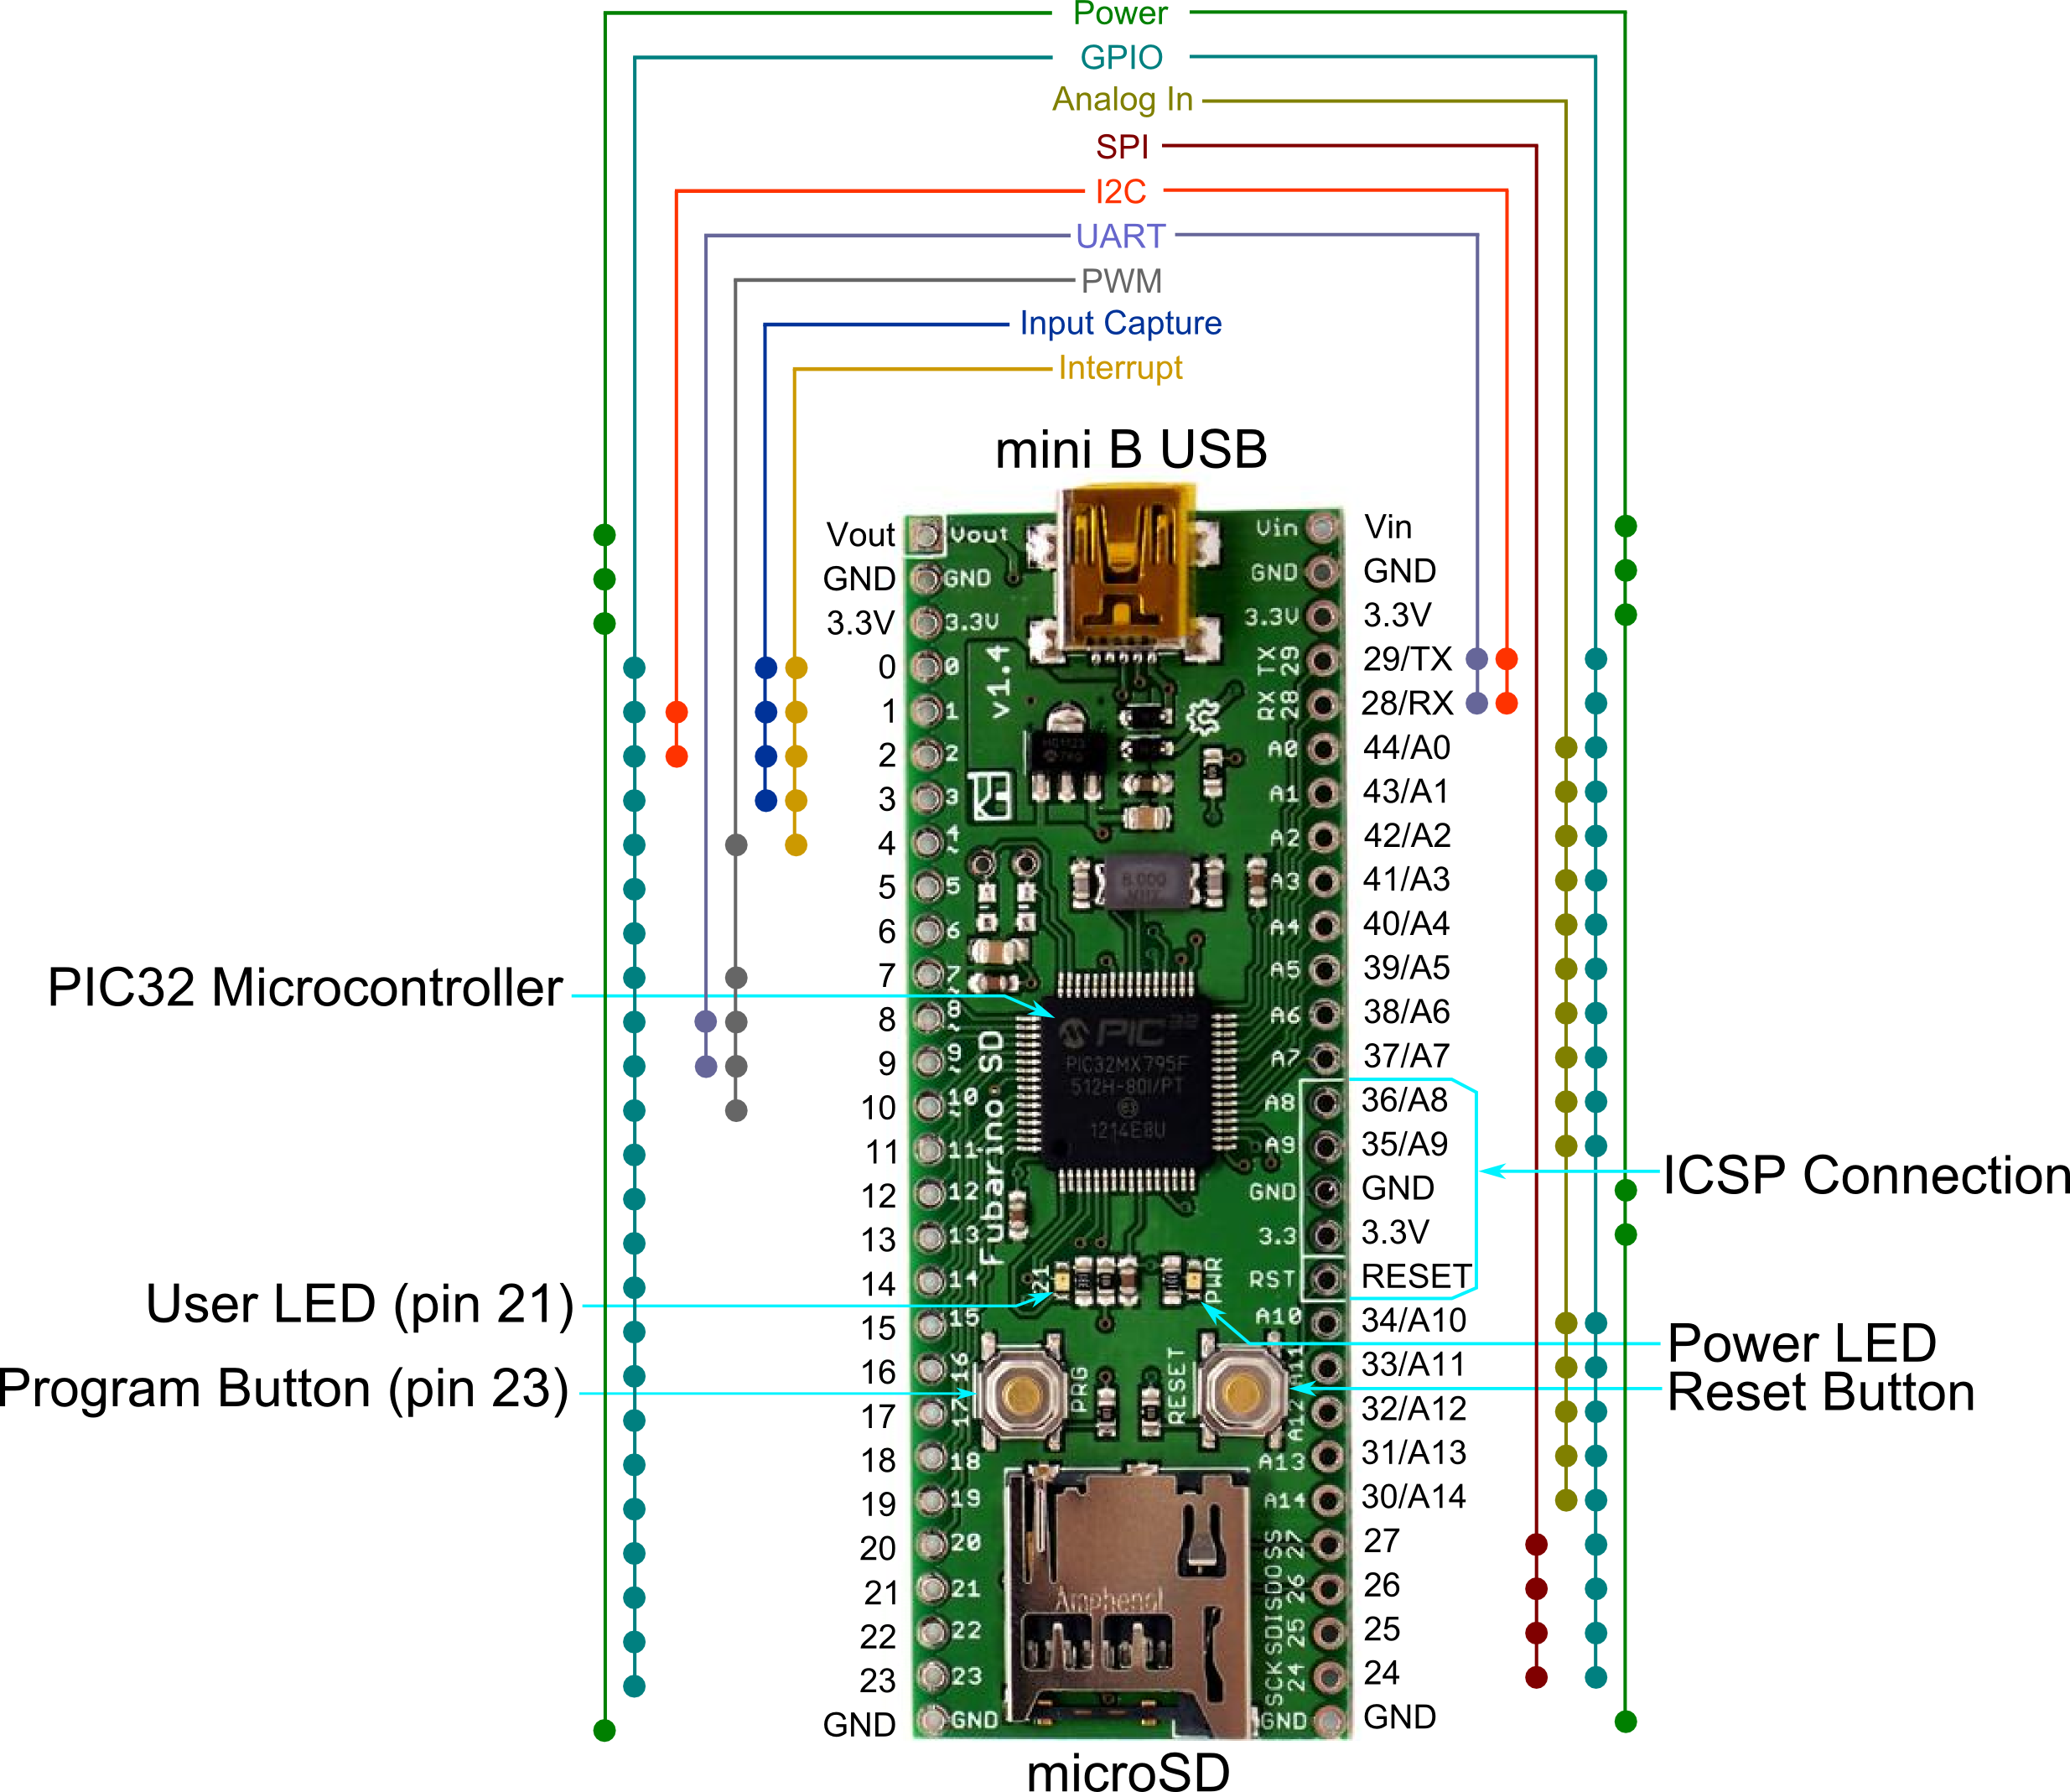 Power
GPIO
Analog In
SPI
I2C
UART
PWM
Input Capture
Interrupt
mini B USB
Vout
GND
3.3V
0
1
2
3
4
5
6
7
8
9
10
11
12
13
14
15
16
17
18
19
20
21
22
23
GND
PIC32 Microcontroller
User LED (pin 21)
Program Button (pin 23)
Vout
GND
3.3V
0
1
2
3
4
~
5
6
7
~
8
~
9
~
10
~
11
12
13
14
15
16
17
18
19
20
21
22
23
GND
v1.4
8.000
Fubarino SD
PIC32
PIC32MX795F
512H-80I/PT
1214E8U
21
PWR
PRG
RESET
Amphenol
Vin
GND
3.3V
TX 29
RX 28
A0
A1
A2
A3
A4
A5
A6
A7
A8
A9
GND
3.3
RST
A10
A11
A12
A13
A14
SS 27
SDO 26
SDI 25
SCK 24
GND
Vin
GND
3.3V
29/TX
28/RX
44/A0
43/A1
42/A2
41/A3
40/A4
39/A5
38/A6
37/A7
36/A8
35/A9
GND
3.3V
RESET
34/A10
33/A11
32/A12
31/A13
30/A14
27
26
25
24
GND
ICSP Connection
Power LED
Reset Button
microSD